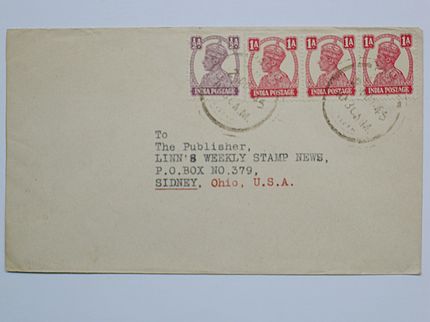 ½A ½A 1A 1A 1A 1A 1A 1A
INDIA POSTAGE INDIA POSTAGE INDIA POSTAGE INDIA POSTAGE
To
The Publisher,
LINN'S WEEKLY STAMP NEWS,
P.O.BOX NO.379,
SIDNEY, Ohio, U.S.A.